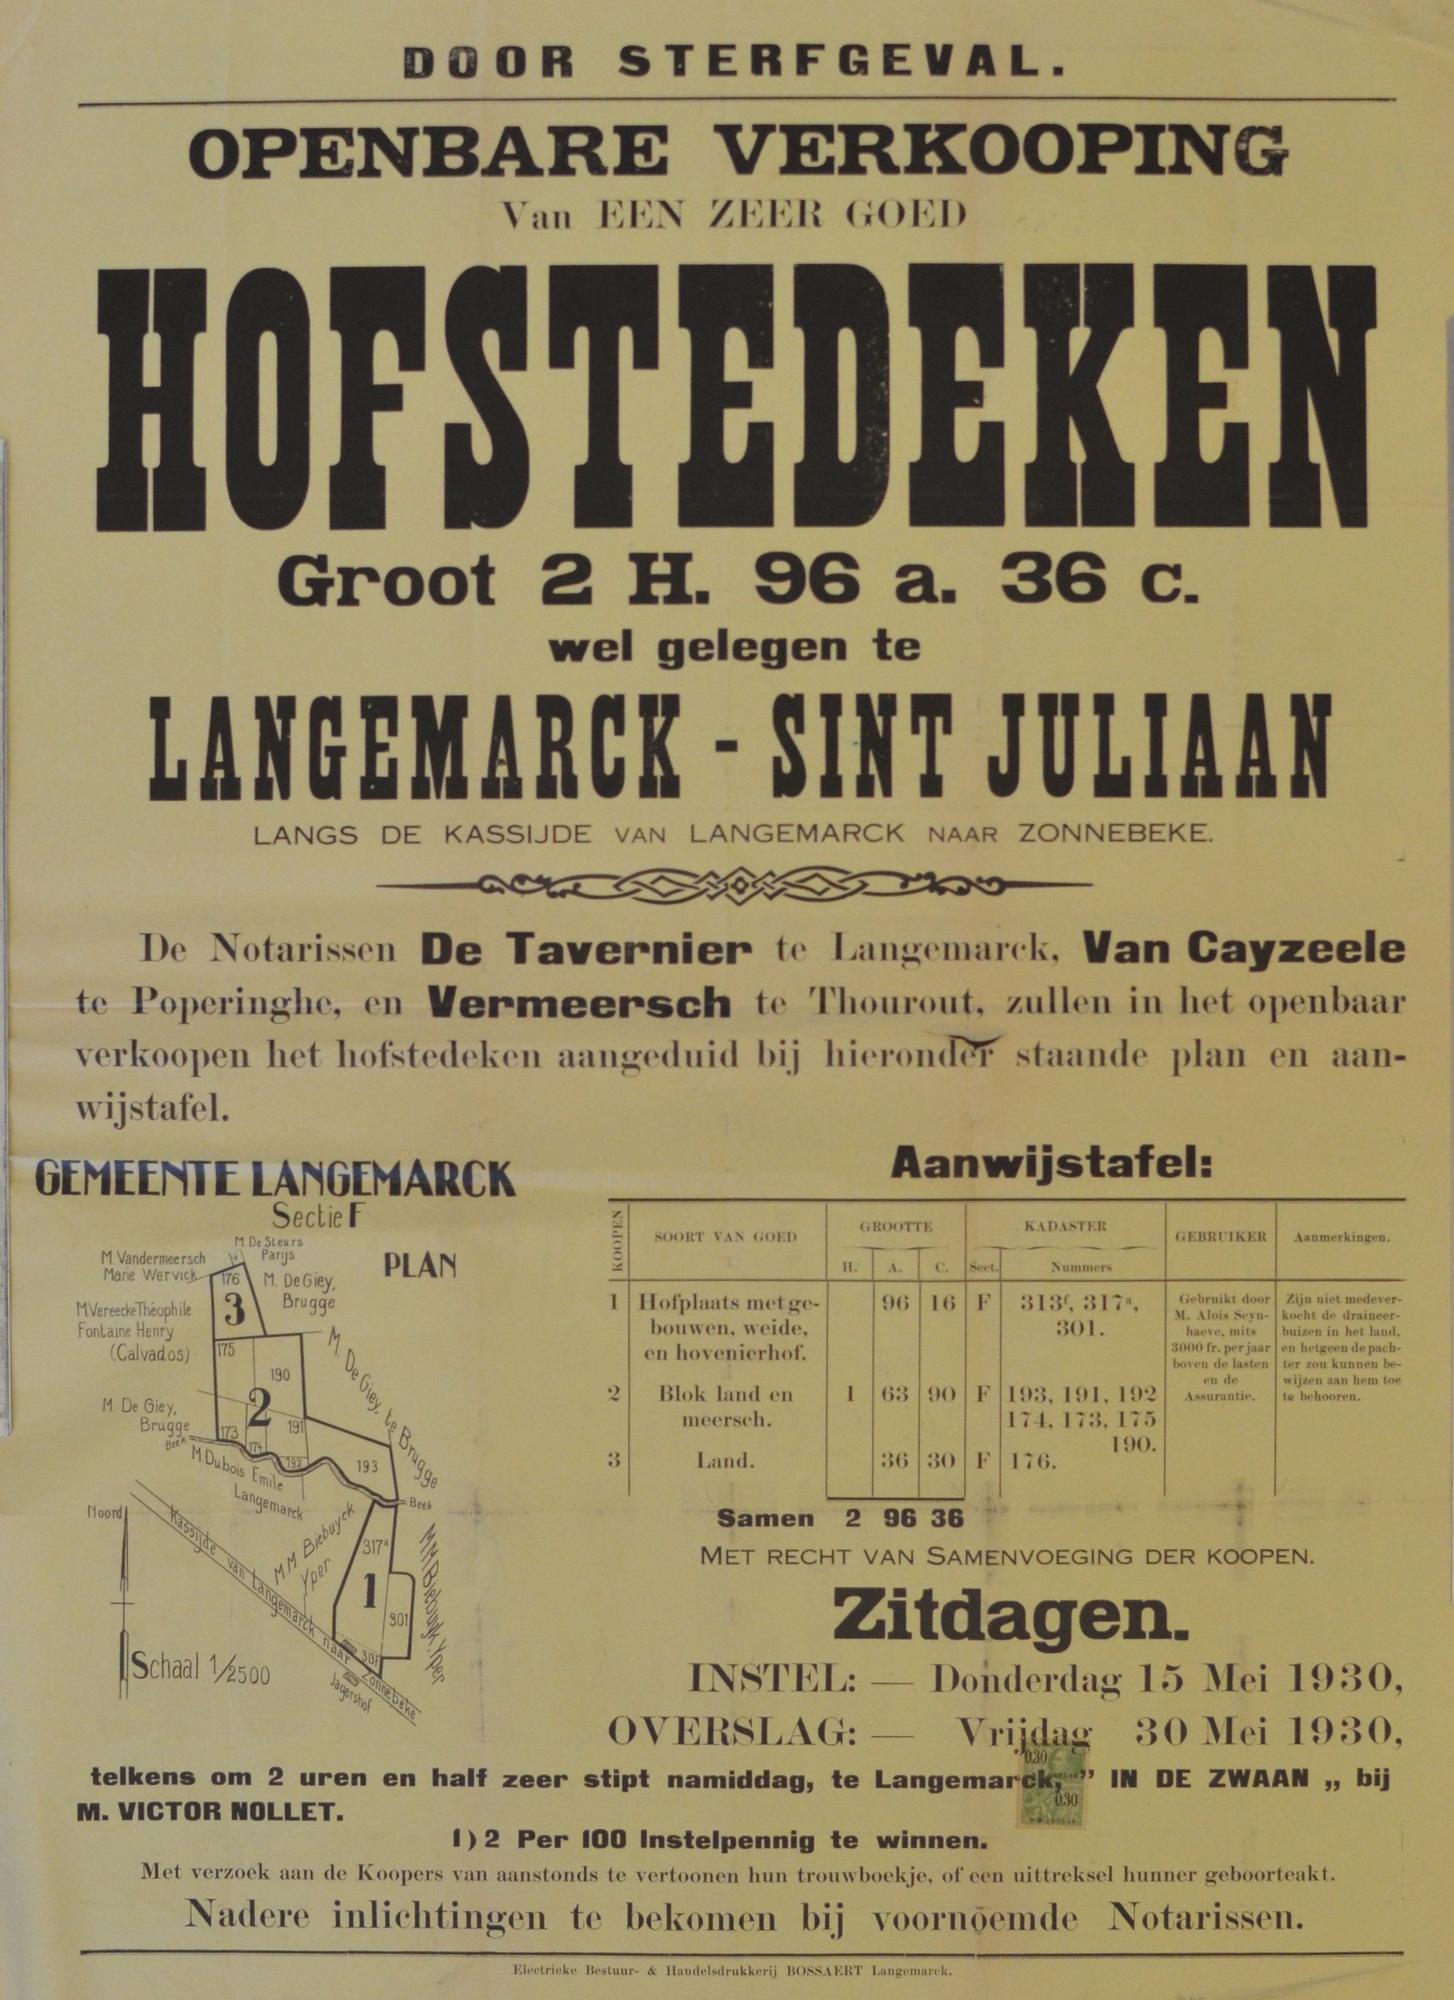 DOOR STERFGEVAL.
OPENBARE VERKOOPING
Van EEN ZEER GOED
HOFSTEDEKEN
Groot 2 H. 96 a. 36 c.
wel gelegen te
LANGEMARCK - SINT JULIAAN
LANGS DE KASSIJDE VAN LANGEMARCK NAAR ZONNEBEKE.
De Notarissen De Tavernier te Langemarck, Van Cayzeele
te Poperinghe, en Vermeersch te Thourout, zullen in het openbaar
verkoopen het hofstedeken aangeduid bij hieronder staande plan en aan-
wijstafel.
GEMEENTE LANGEMARCK
Sectie F
PLAN
M. De Steurs
Parijs
M. Vandermeersch
Marie Wervick
176
3
M. De Giey,
Brugge
M. Vereecke Théophile
Fontaine Henry
(Calvados)
175
190
M. De Giey, te Brugge
2
M. De Giey,
Brugge
Beek
173
174
191
192
193
M. Dubois Emile
Langemarck
Beek
Noord
Kassijde van Langemarck naar Zonnebeke
M M Biebuyck
Yper
317ª
1
301
MM Biebuyck Yper
Jagershof
Schaal 1/2500
Aanwijstafel:
KOOPEN
SOORT VAN GOED
GROOTTE
KADASTER
GEBRUIKER
Aanmerkingen.
H. A. C. Sect. Nummers
1 Hofplaats met ge- 96 16 F 313ᶠ, 317ª,
bouwen, weide, 301.
en hovenierhof.
2 Blok land en 1 63 90 F 193, 191, 192
meersch. 174, 173, 175
190.
3 Land. 36 30 F 176.
Gebruikt door
M. Alois Seyn-
haeve, mits
3000 fr. per jaar
boven de lasten
en de
Assurantie.
Zijn niet medever-
kocht de draineer-
buizen in het land,
en hetgeen de pach-
ter zou kunnen be-
wijzen aan hem toe
te behooren.
Samen 2 96 36
MET RECHT VAN SAMENVOEGING DER KOOPEN.
Zitdagen.
INSTEL: — Donderdag 15 Mei 1930,
OVERSLAG: — Vrijdag 30 Mei 1930,
0.30
0.30
telkens om 2 uren en half zeer stipt namiddag, te Langemarck, ” IN DE ZWAAN „ bij
M. VICTOR NOLLET.
1)2 Per 100 Instelpennig te winnen.
Met verzoek aan de Koopers van aanstonds te vertoonen hun trouwboekje, of een uittreksel hunner geboorteakt.
Nadere inlichtingen te bekomen bij voornoemde Notarissen.
Electrieke Bestuur- & Handelsdrukkerij BOSSAERT Langemarck.